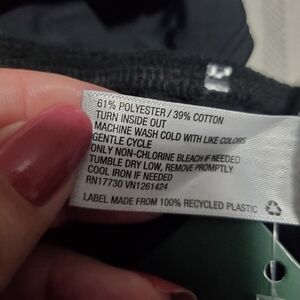 61% POLYESTER / 39% COTTON
TURN INSIDE OUT
MACHINE WASH COLD WITH LIKE COLORS
GENTLE CYCLE
ONLY NON-CHLORINE BLEACH IF NEEDED
TUMBLE DRY LOW, REMOVE PROMPTLY
COOL IRON IF NEEDED
RN17730 VN1261424
LABEL MADE FROM 100% RECYCLED PLASTIC